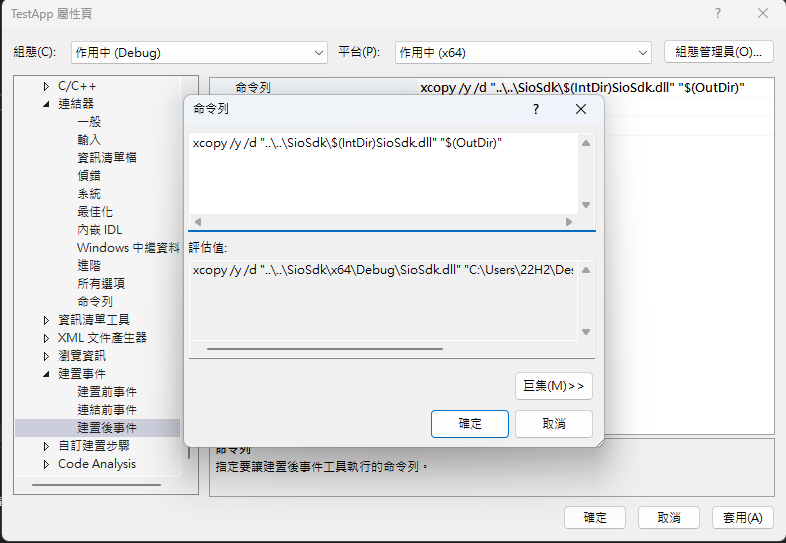 TestApp 屬性頁
?
組態(C):
作用中 (Debug)
平台(P):
作用中 (x64)
組態管理員(O)...
C/C++
連結器
一般
輸入
資訊清單檔
偵錯
系統
最佳化
內嵌 IDL
Windows 中繼資料
進階
所有選項
命令列
資訊清單工具
XML 文件產生器
瀏覽資訊
建置事件
建置前事件
連結前事件
建置後事件
自訂建置步驟
Code Analysis
命令列
xcopy /y /d "..\..\SioSdk\$(IntDir)SioSdk.dll" "$(OutDir)"
命令列
?
xcopy /y /d "..\..\SioSdk\$(IntDir)SioSdk.dll" "$(OutDir)"
評估值:
xcopy /y /d "..\..\SioSdk\x64\Debug\SioSdk.dll" "C:\Users\22H2\Des
巨集(M)>>
確定
取消
命令列
指定要讓建置後事件工具執行的命令列。
確定
取消
套用(A)